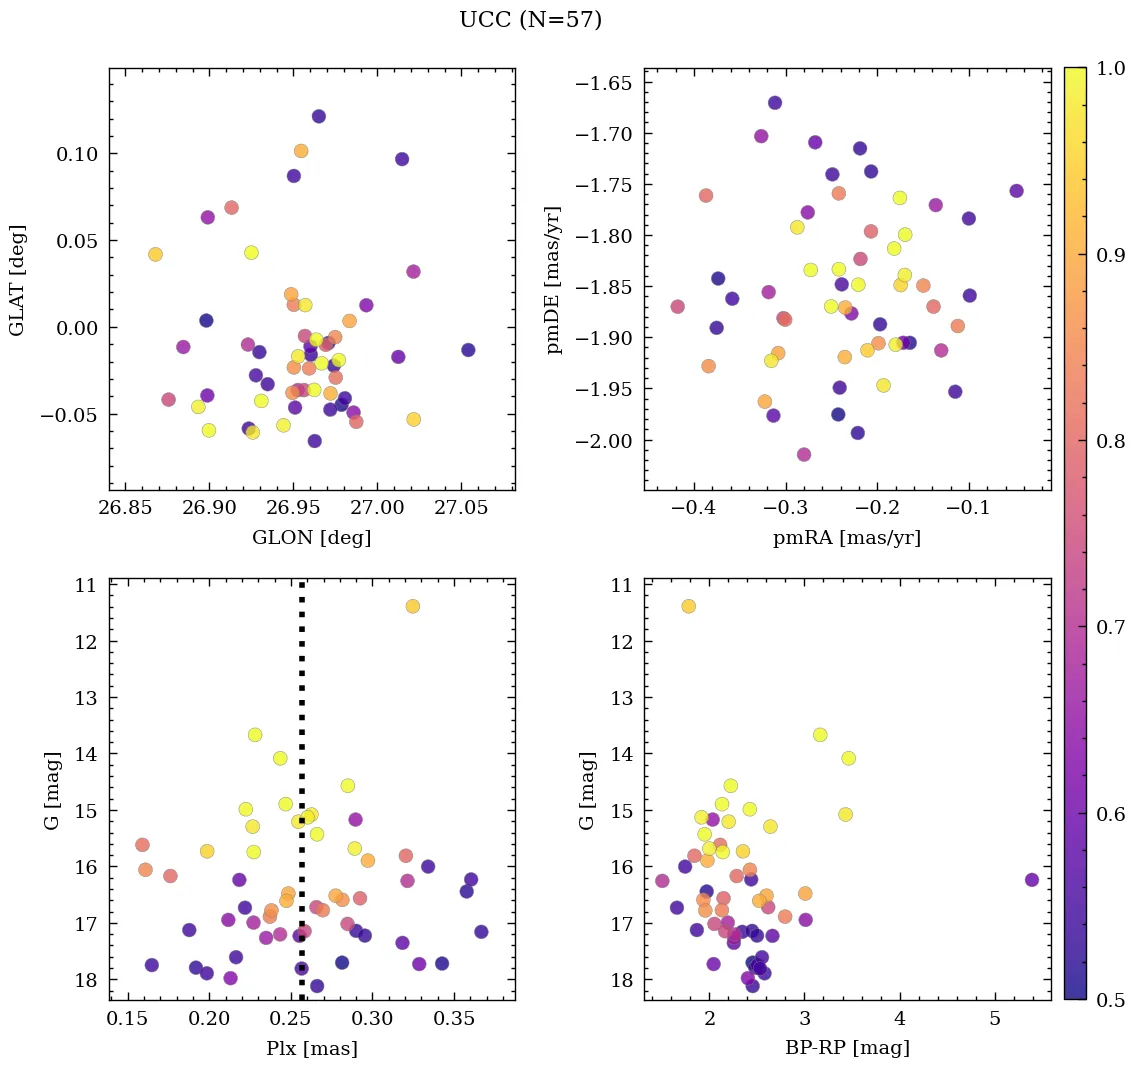 UCC (N=57)
0.10
0.05
0.00
−0.05
GLAT [deg]
26.85 26.90 26.95 27.00 27.05
GLON [deg]
−1.65
−1.70
−1.75
−1.80
−1.85
−1.90
−1.95
−2.00
pmDE [mas/yr]
−0.4 −0.3 −0.2 −0.1
pmRA [mas/yr]
11
12
13
14
15
16
17
18
G [mag]
0.15 0.20 0.25 0.30 0.35
Plx [mas]
11
12
13
14
15
16
17
18
G [mag]
2 3 4 5
BP-RP [mag]
1.0
0.9
0.8
0.7
0.6
0.5